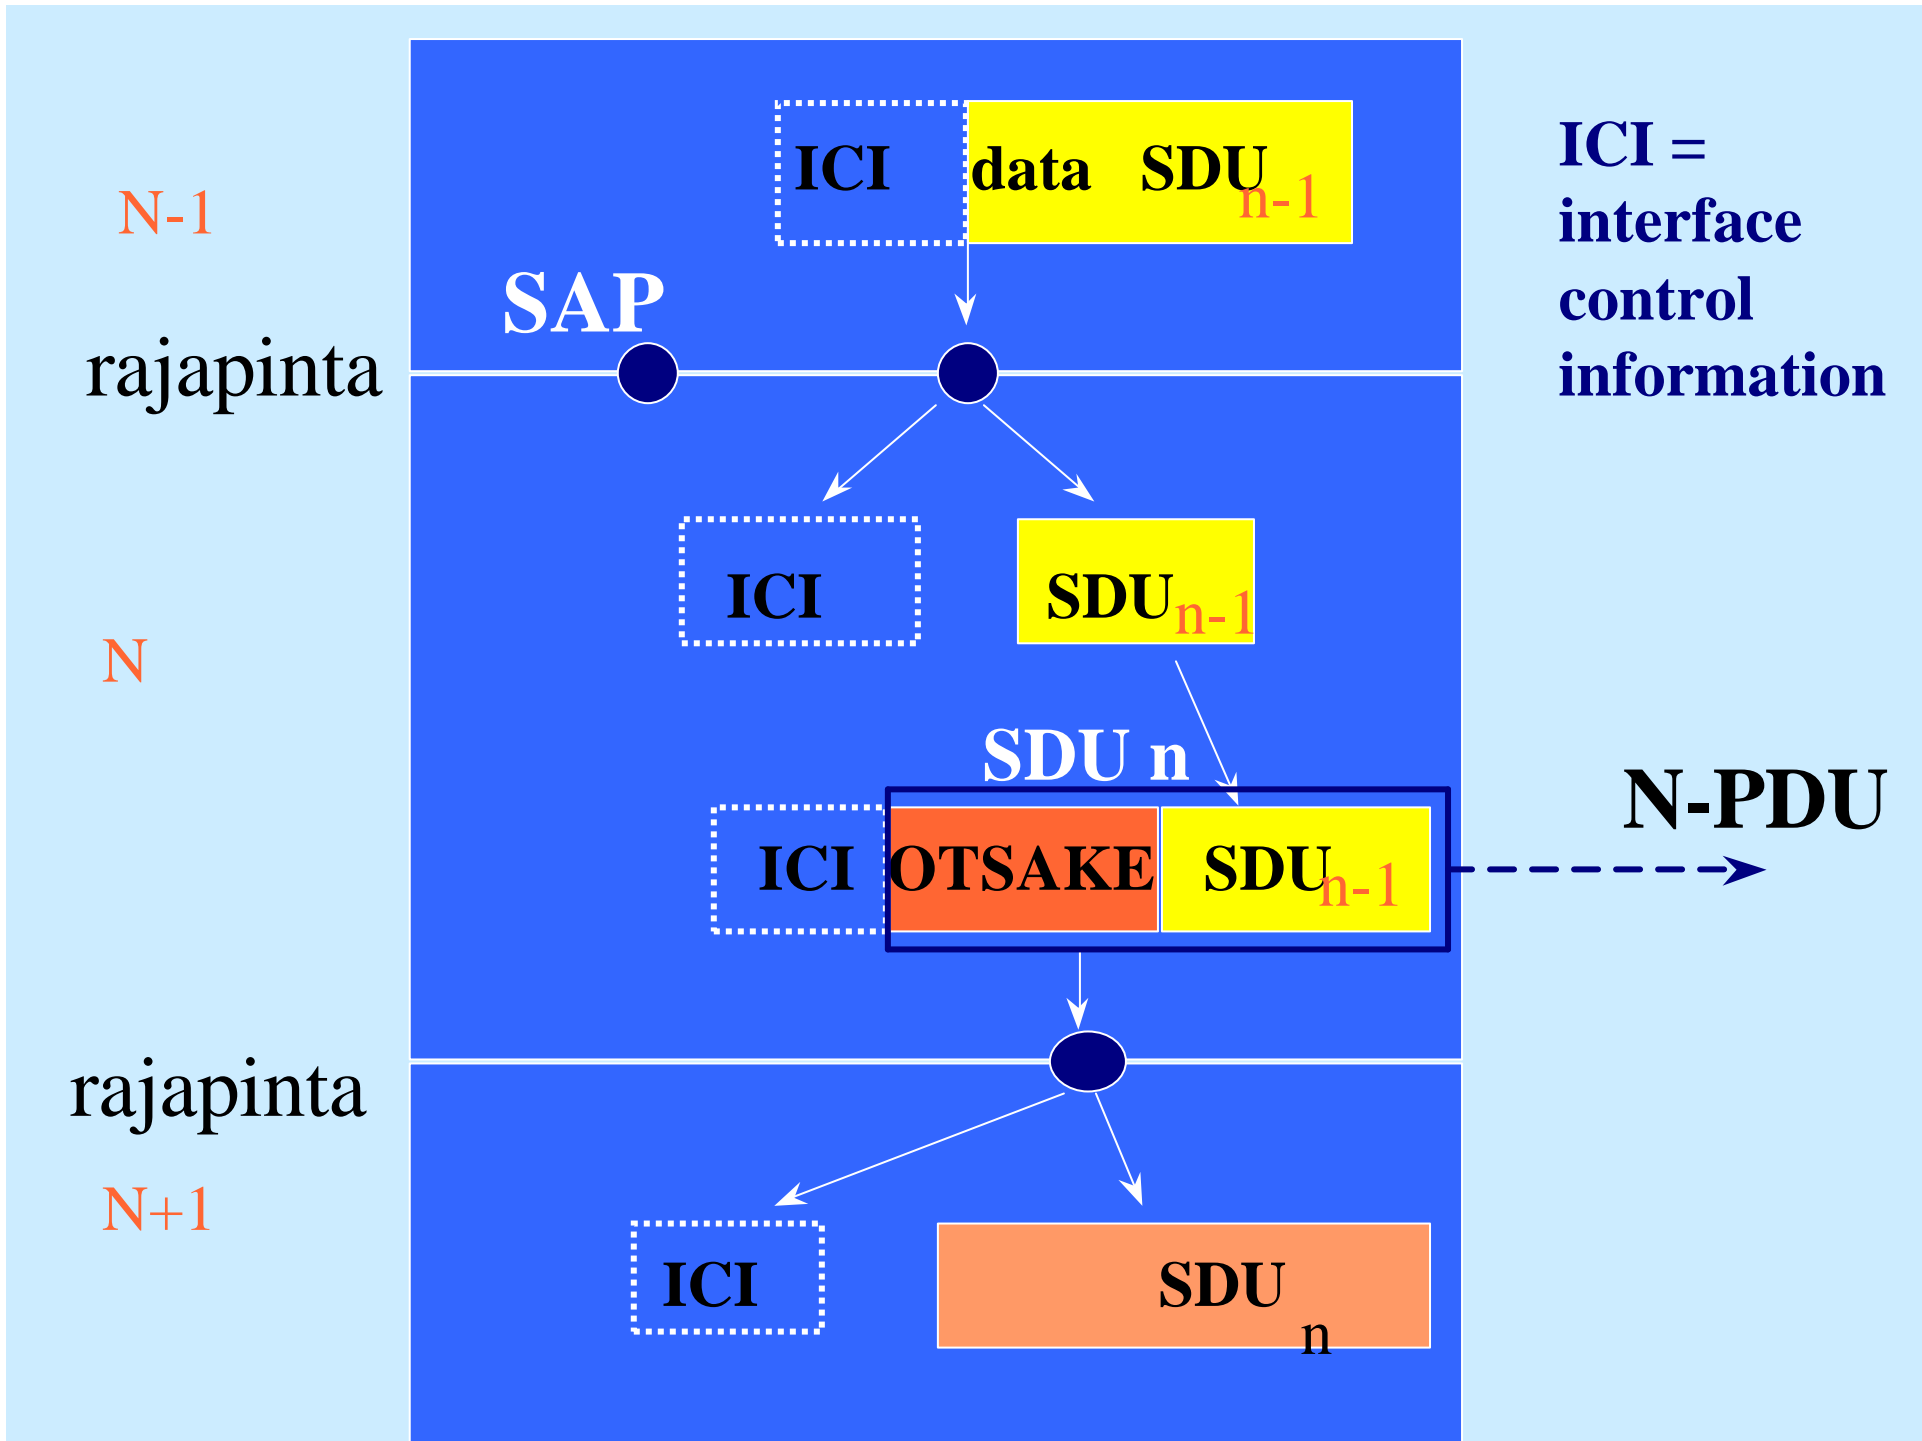 ICI data SDU n-1
ICI =
interface
control
information
N-1
SAP
rajapinta
ICI
SDU n-1
N
SDU n
N-PDU
ICI OTSAKE SDU n-1
rajapinta
N+1
ICI
SDU n